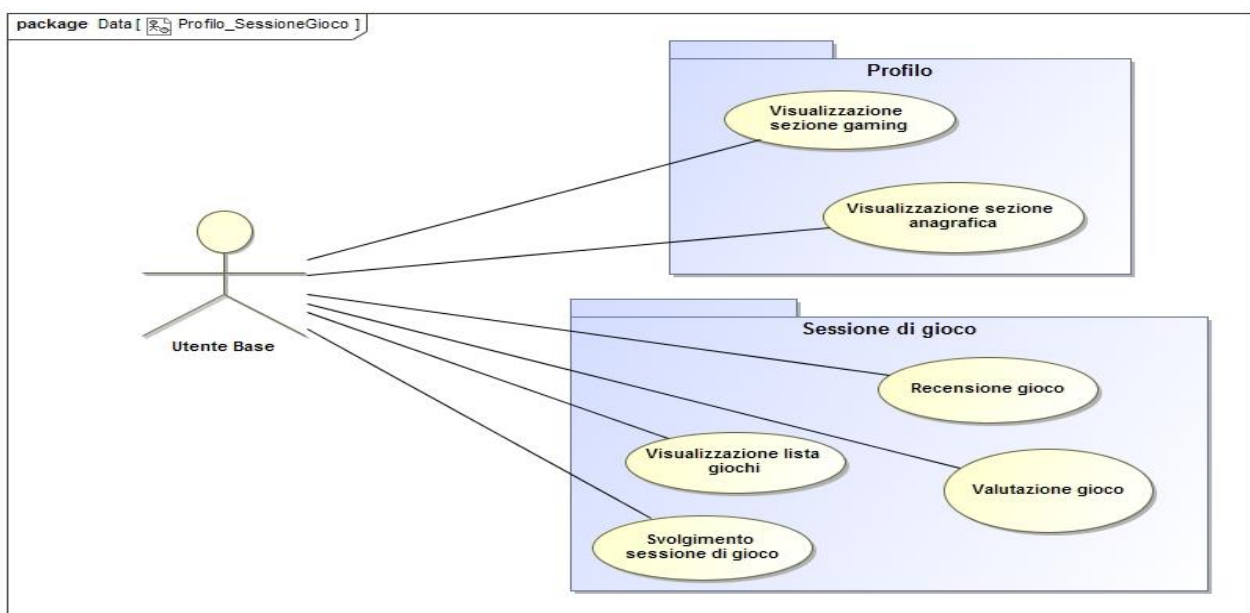 package Data [ Profilo_SessioneGioco ]
Profilo
Visualizzazione
sezione gaming
Visualizzazione sezione
anagrafica
Utente Base
Sessione di gioco
Recensione gioco
Visualizzazione lista
giochi
Valutazione gioco
Svolgimento
sessione di gioco